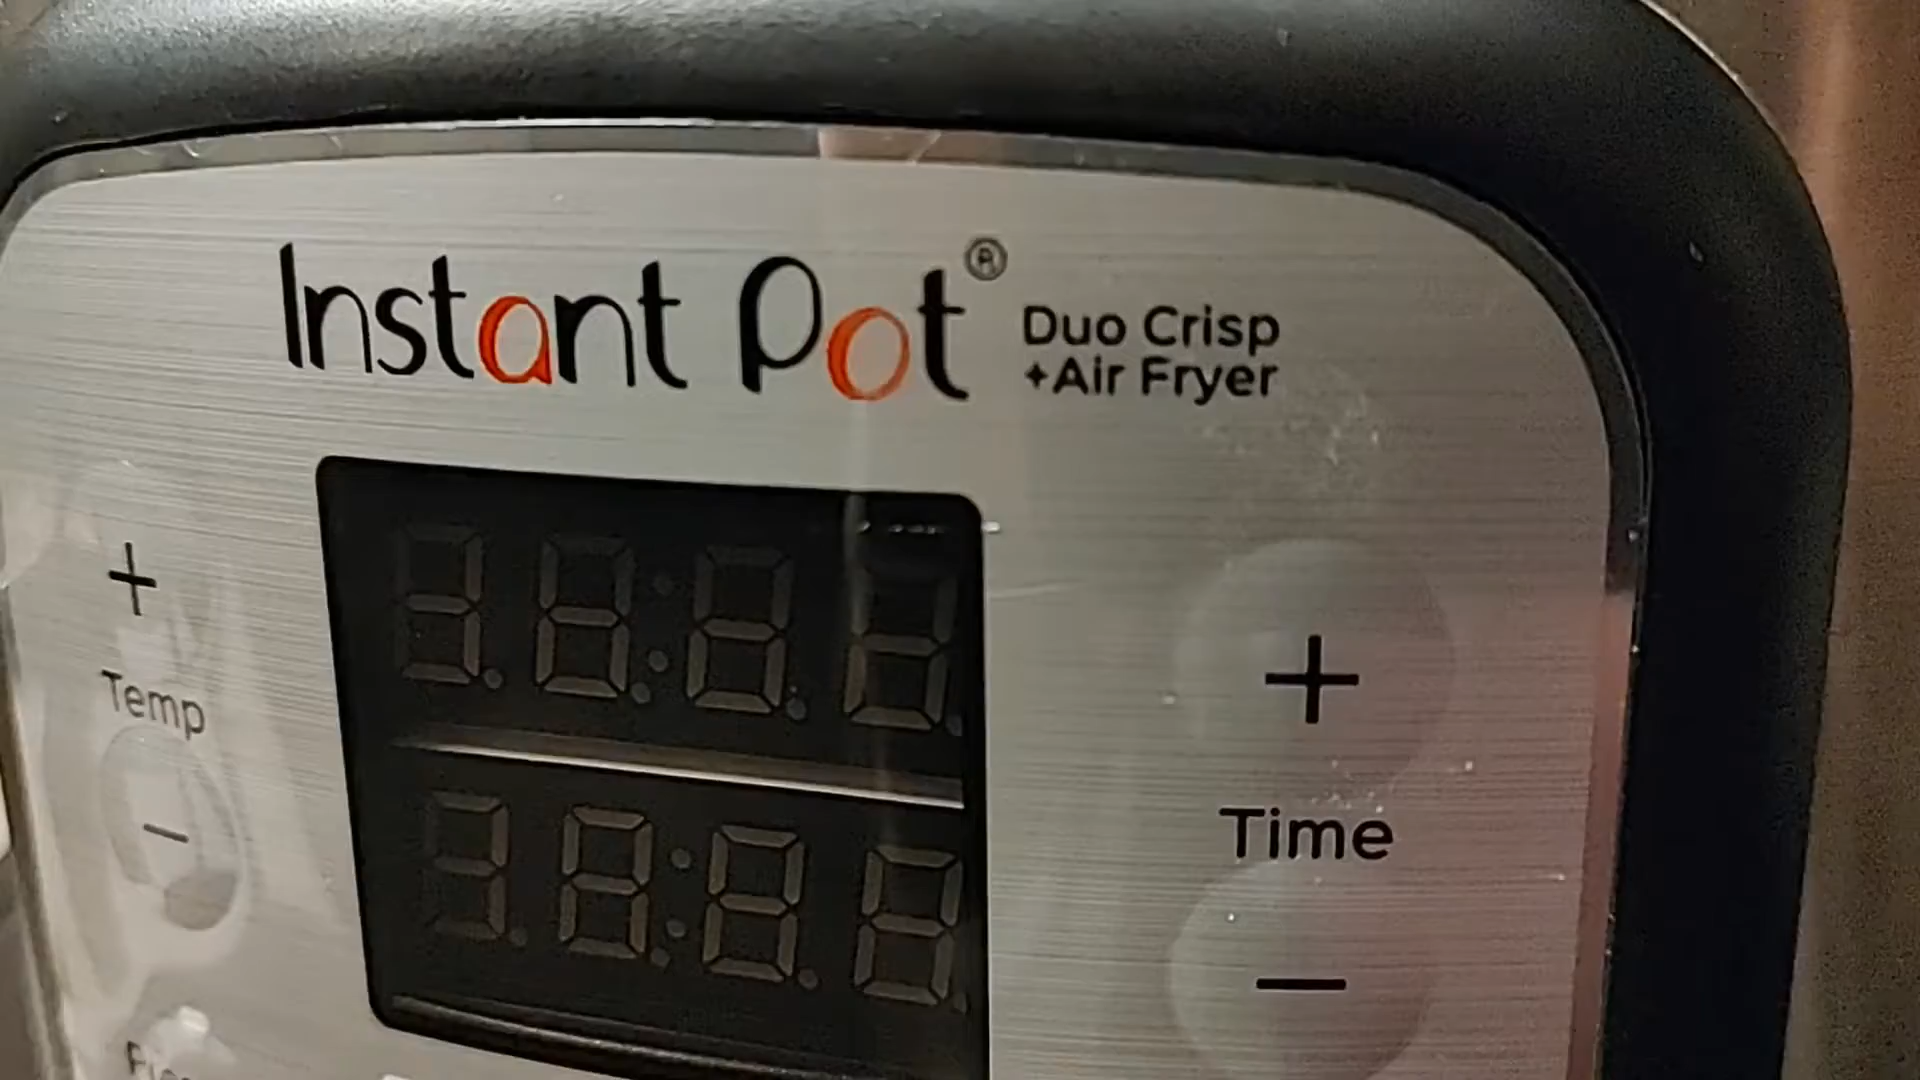 Instant Pot®
Duo Crisp
+Air Fryer
+
Temp
−
+
Time
−